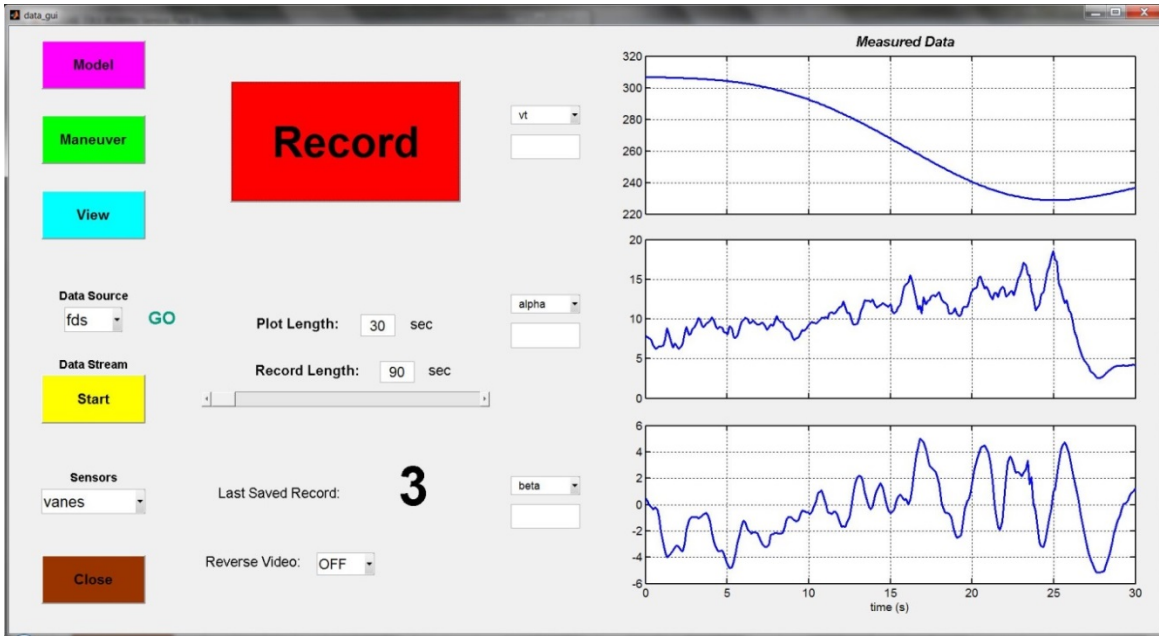 data_gui
Model
Maneuver
View
Record
Data Source
fds
GO
Data Stream
Start
Plot Length: 30 sec
Record Length: 90 sec
Sensors
vanes
Last Saved Record: 3
Reverse Video: OFF
Close
vt
alpha
beta
Measured Data
320
300
280
260
240
220
20
15
10
5
0
6
4
2
0
-2
-4
-6
0 5 10 15 20 25 30
time (s)